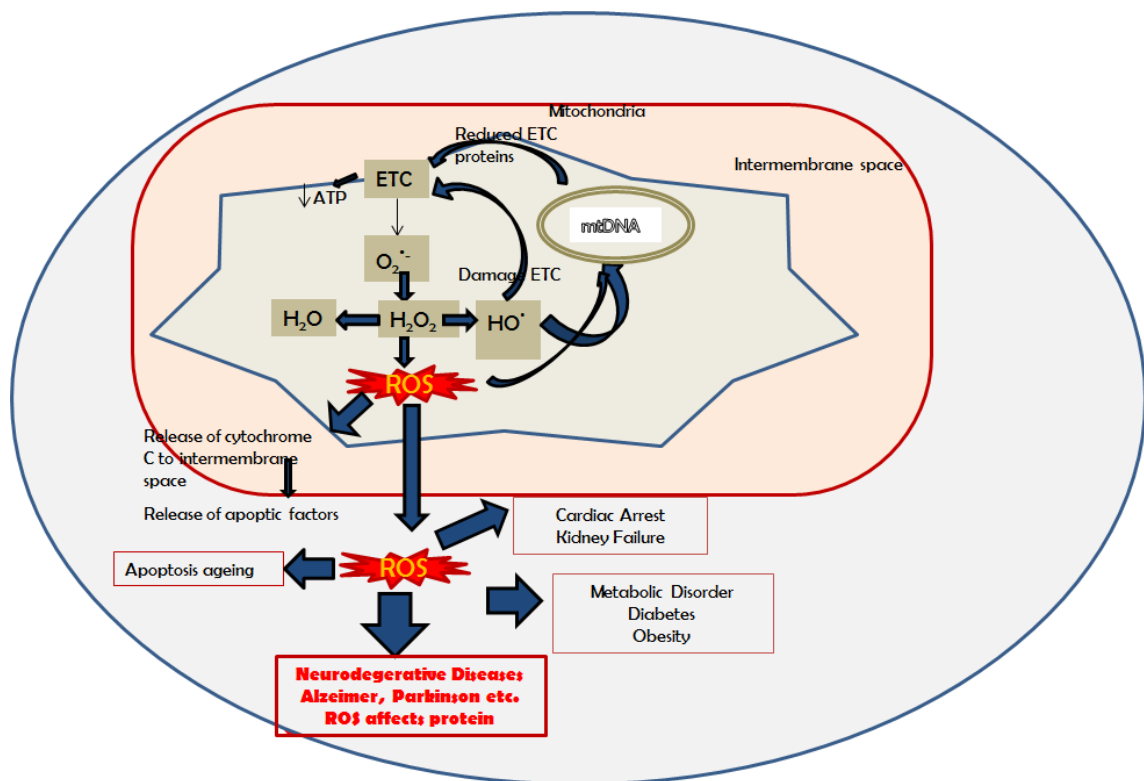 Mitochondria
Reduced ETC
proteins
Intermembrane space
ETC
↓ATP
mtDNA
O₂˙⁻
Damage ETC
H₂O
H₂O₂
HO˙
ROS
Release of cytochrome
C to intermembrane
space
Release of apoptic factors
Cardiac Arrest
Kidney Failure
ROS
Apoptosis ageing
Metabolic Disorder
Diabetes
Obesity
Neurodegerative Diseases
Alzeimer, Parkinson etc.
ROS affects protein